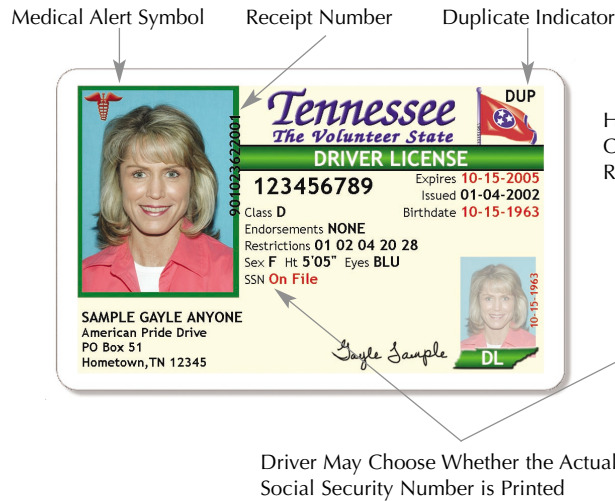 Medical Alert Symbol
Receipt Number
Duplicate Indicator
901023622001
Tennessee
The Volunteer State
DUP
DRIVER LICENSE
123456789
Expires 10-15-2005
Issued 01-04-2002
Class D
Birthdate 10-15-1963
Endorsements NONE
Restrictions 01 02 04 20 28
Sex F Ht 5'05" Eyes BLU
SSN On File
10-15-1963
SAMPLE GAYLE ANYONE
American Pride Drive
PO Box 51
Hometown,TN 12345
Gayle Sample
DL
H
C
R
Driver May Choose Whether the Actual
Social Security Number is Printed